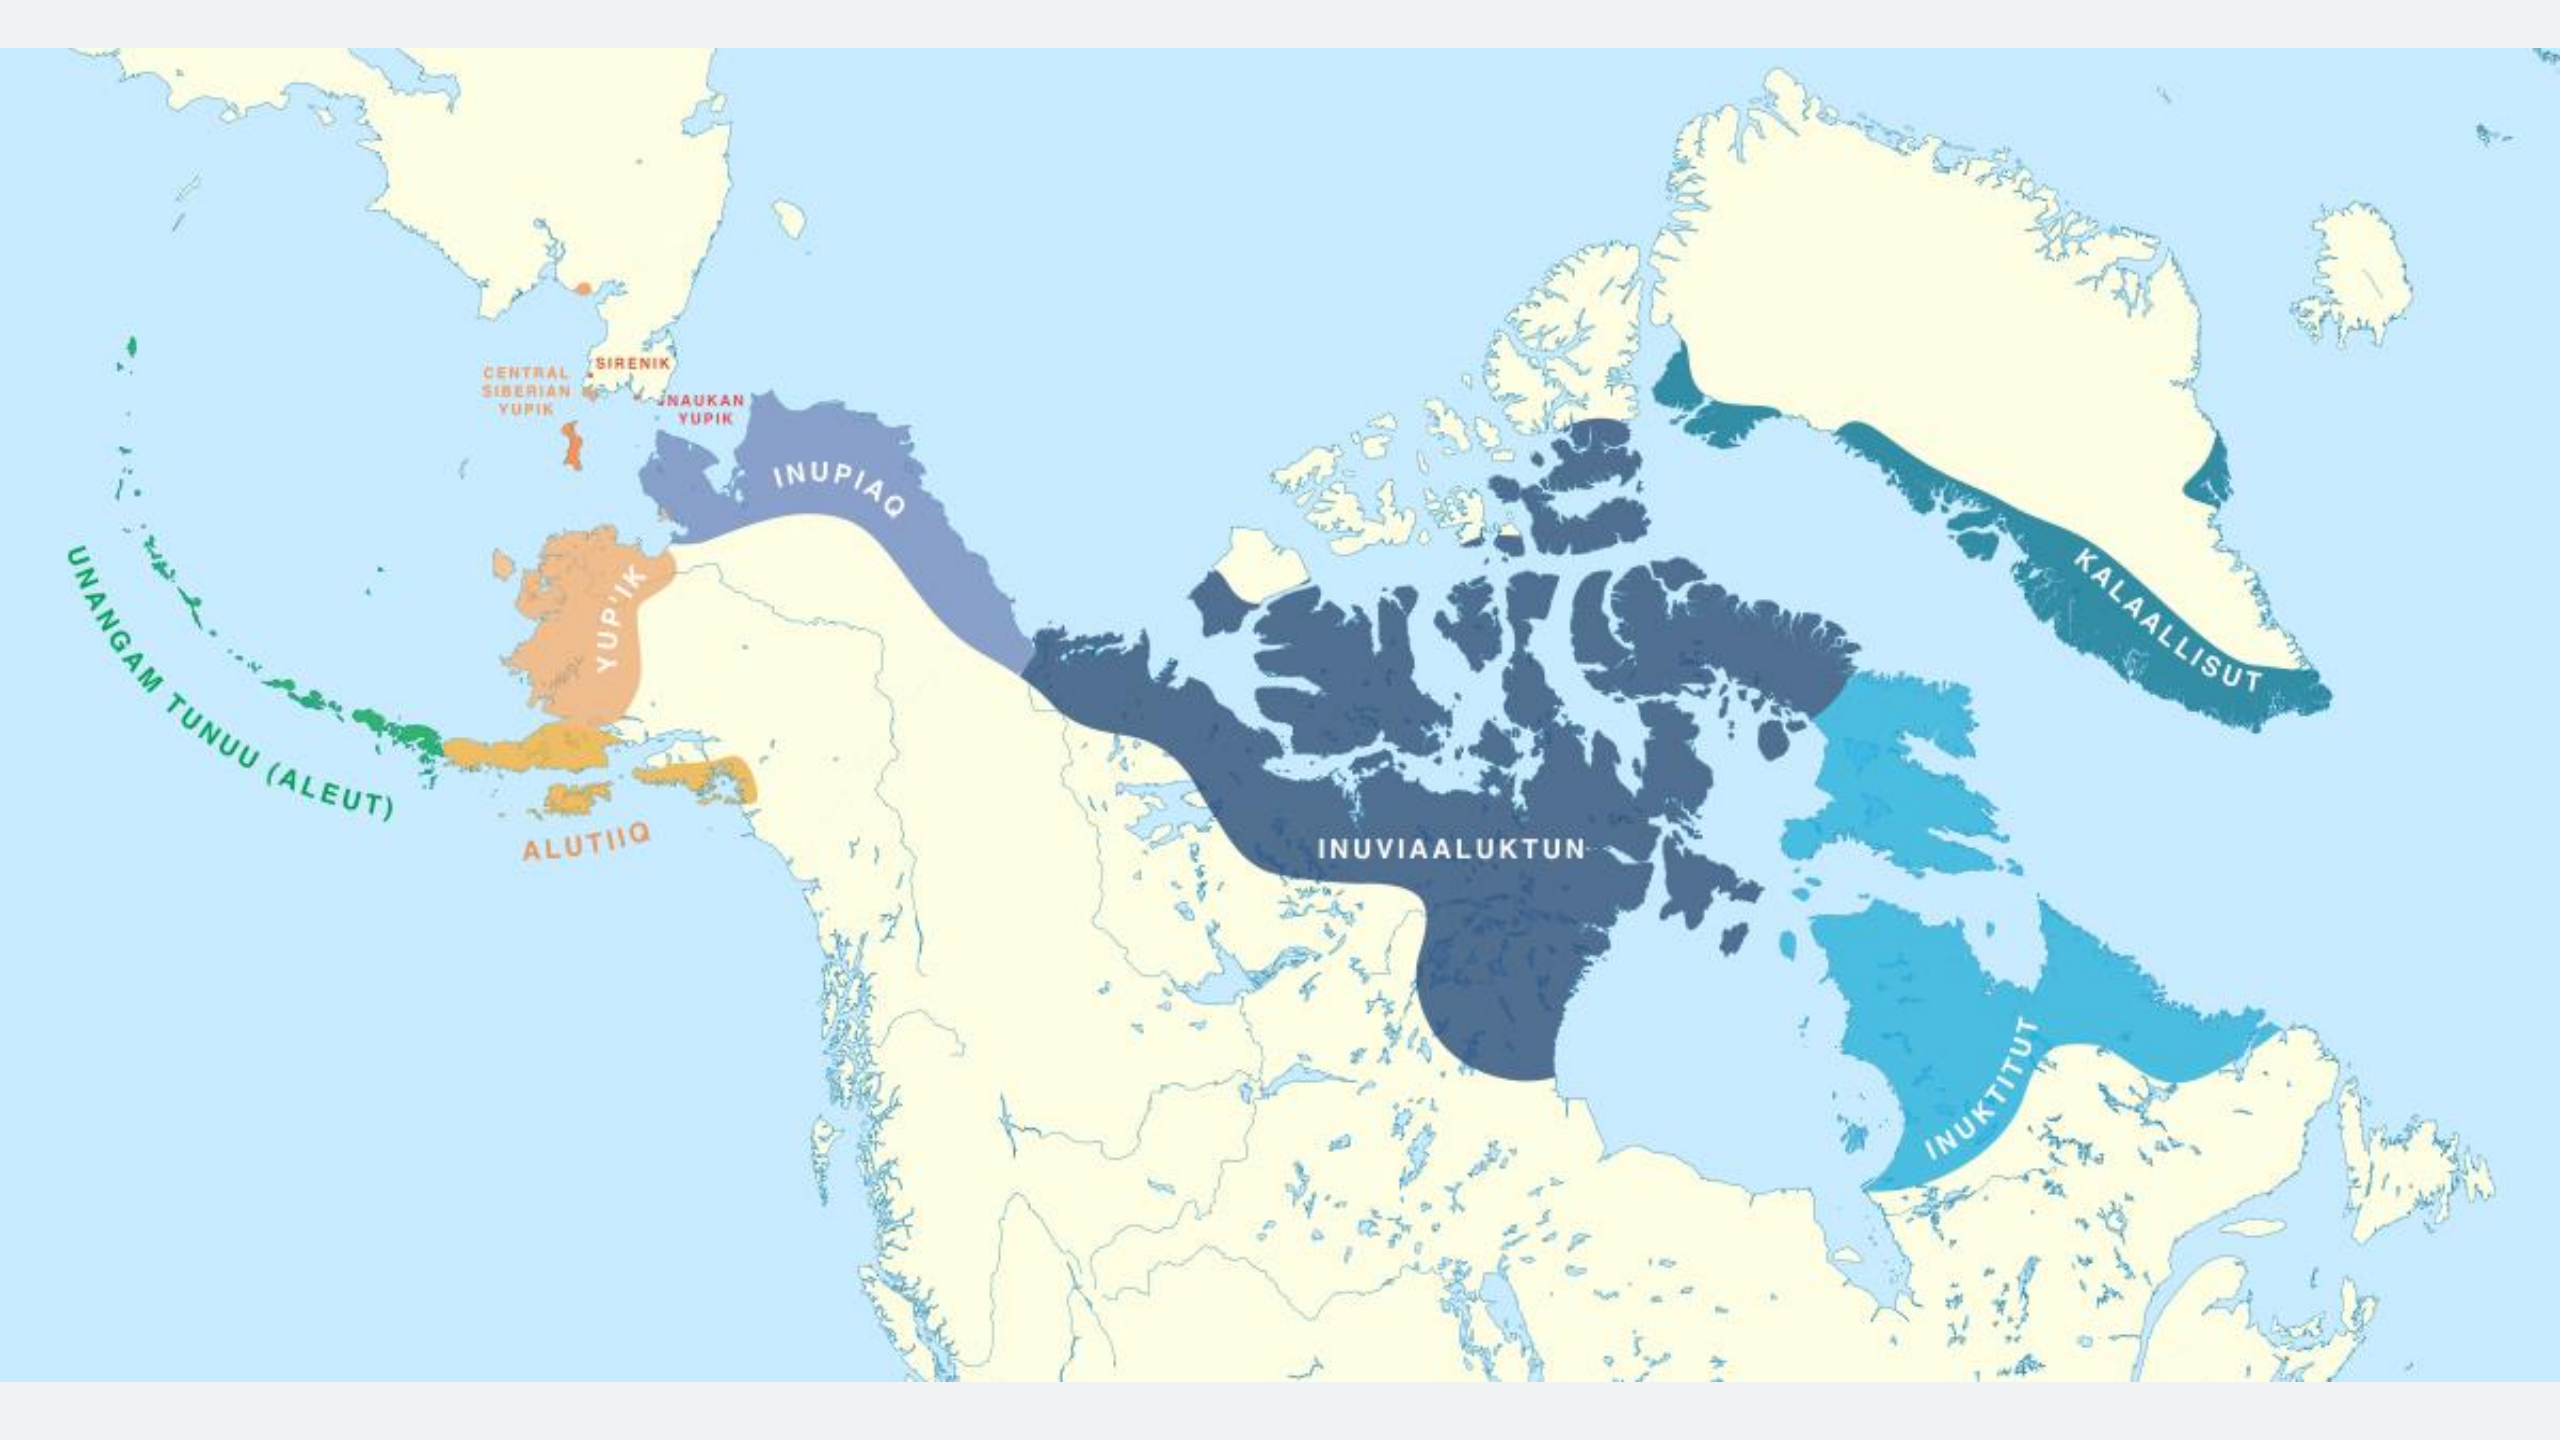 CENTRAL
SIBERIAN
YUPIK
SIRENIK
NAUKAN
YUPIK
INUPIAQ
YUP'IK
UNANGAM TUNUU (ALEUT)
ALUTIIQ
INUVIAALUKTUN
KALAALLISUT
INUKTITUT